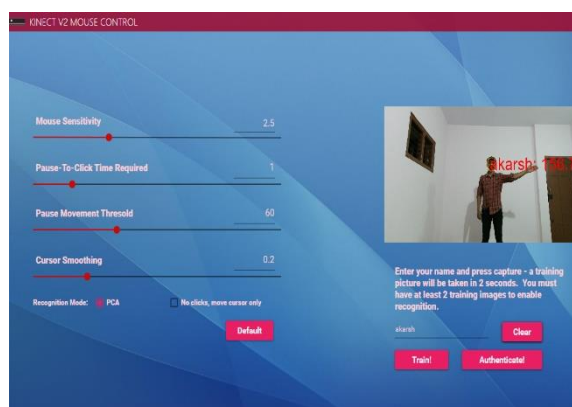 KINECT V2 MOUSE CONTROL
Mouse Sensitivity
2.5
Pause-To-Click Time Required
1
Pause Movement Thresold
60
Cursor Smoothing
0.2
Recognition Mode:
PCA
No clicks, move cursor only
Default
akarsh:
Enter your name and press capture - a training
picture will be taken in 2 seconds. You must
have at least 2 training images to enable
recognition.
akarsh
Clear
Train!
Authenticate!